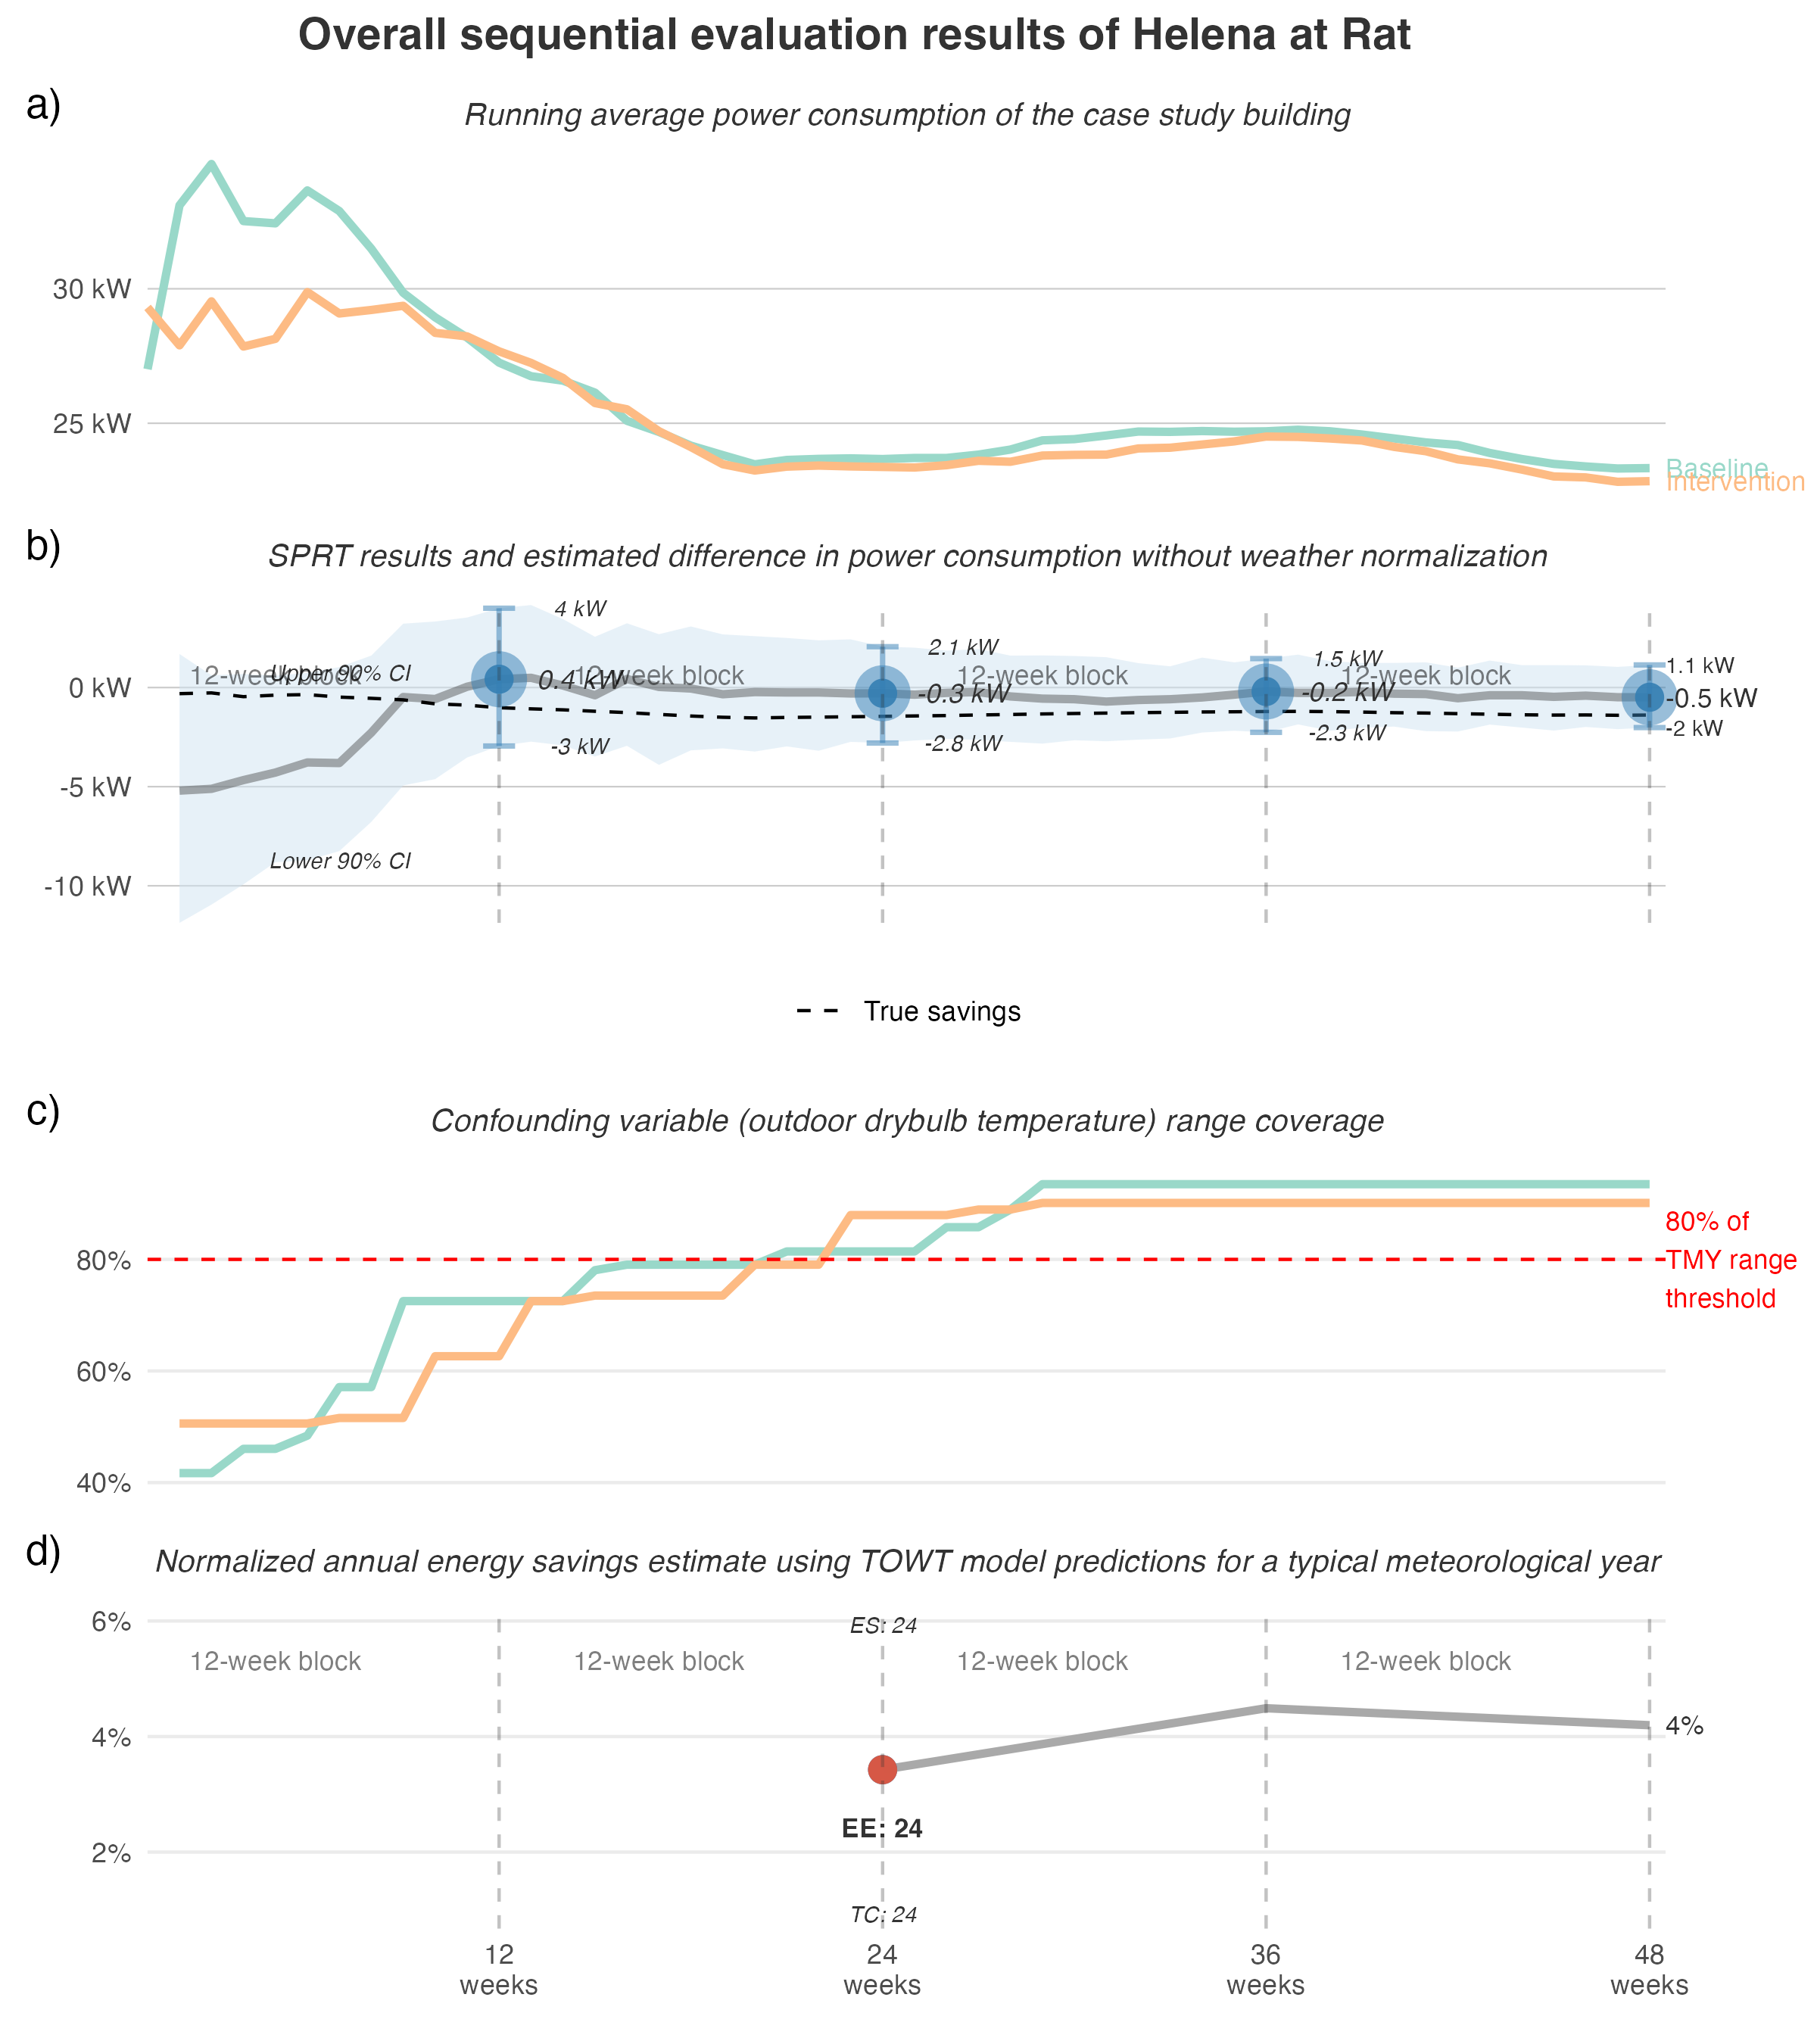 Overall sequential evaluation results of Helena at Rat
a)
Running average power consumption of the case study building
30 kW
25 kW
Baseline
Intervention
b)
SPRT results and estimated difference in power consumption without weather normalization
4 kW
2.1 kW
1.5 kW
1.1 kW
12-week block
Upper 90% CI
12-week block
12-week block
12-week block
0 kW
0.4 kW
-0.3 kW
-0.2 kW
-0.5 kW
-3 kW
-2.8 kW
-2.3 kW
-2 kW
-5 kW
Lower 90% CI
-10 kW
True savings
c)
Confounding variable (outdoor drybulb temperature) range coverage
80% of
TMY range
threshold
80%
60%
40%
d)
Normalized annual energy savings estimate using TOWT model predictions for a typical meteorological year
6%
ES: 24
12-week block
12-week block
12-week block
12-week block
4%
4%
EE: 24
2%
TC: 24
12
weeks
24
weeks
36
weeks
48
weeks